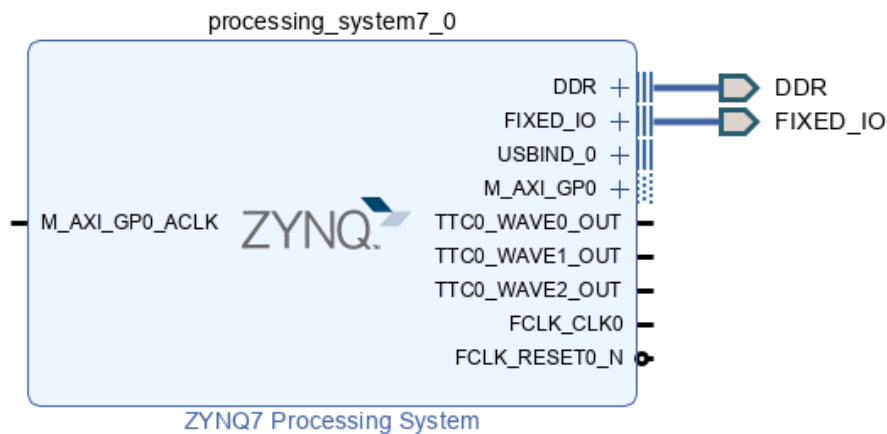 processing_system7_0
DDR
FIXED_IO
USBIND_0
M_AXI_GP0
M_AXI_GP0_ACLK
ZYNQ
TTC0_WAVE0_OUT
TTC0_WAVE1_OUT
TTC0_WAVE2_OUT
FCLK_CLK0
FCLK_RESET0_N
DDR
FIXED_IO
ZYNQ7 Processing System